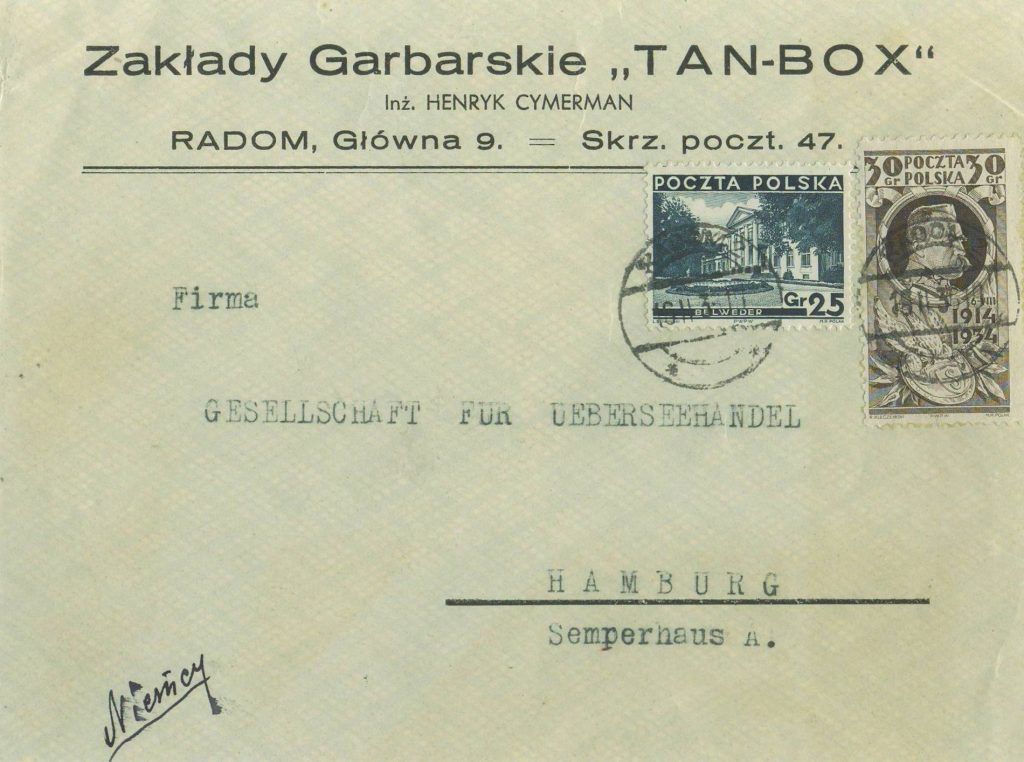 Zakłady Garbarskie „TAN-BOX“
Inż. HENRYK CYMERMAN
RADOM, Główna 9. = Skrz. poczt. 47.
POCZTA POLSKA
BELWEDER
Gr 25
30 POCZTA 30
Gr POLSKA Gr
1914
1934
Firma
GESELLSCHAFT FUR UEBERSEEHANDEL
HAMBURG
Semperhaus A.
Niemcy